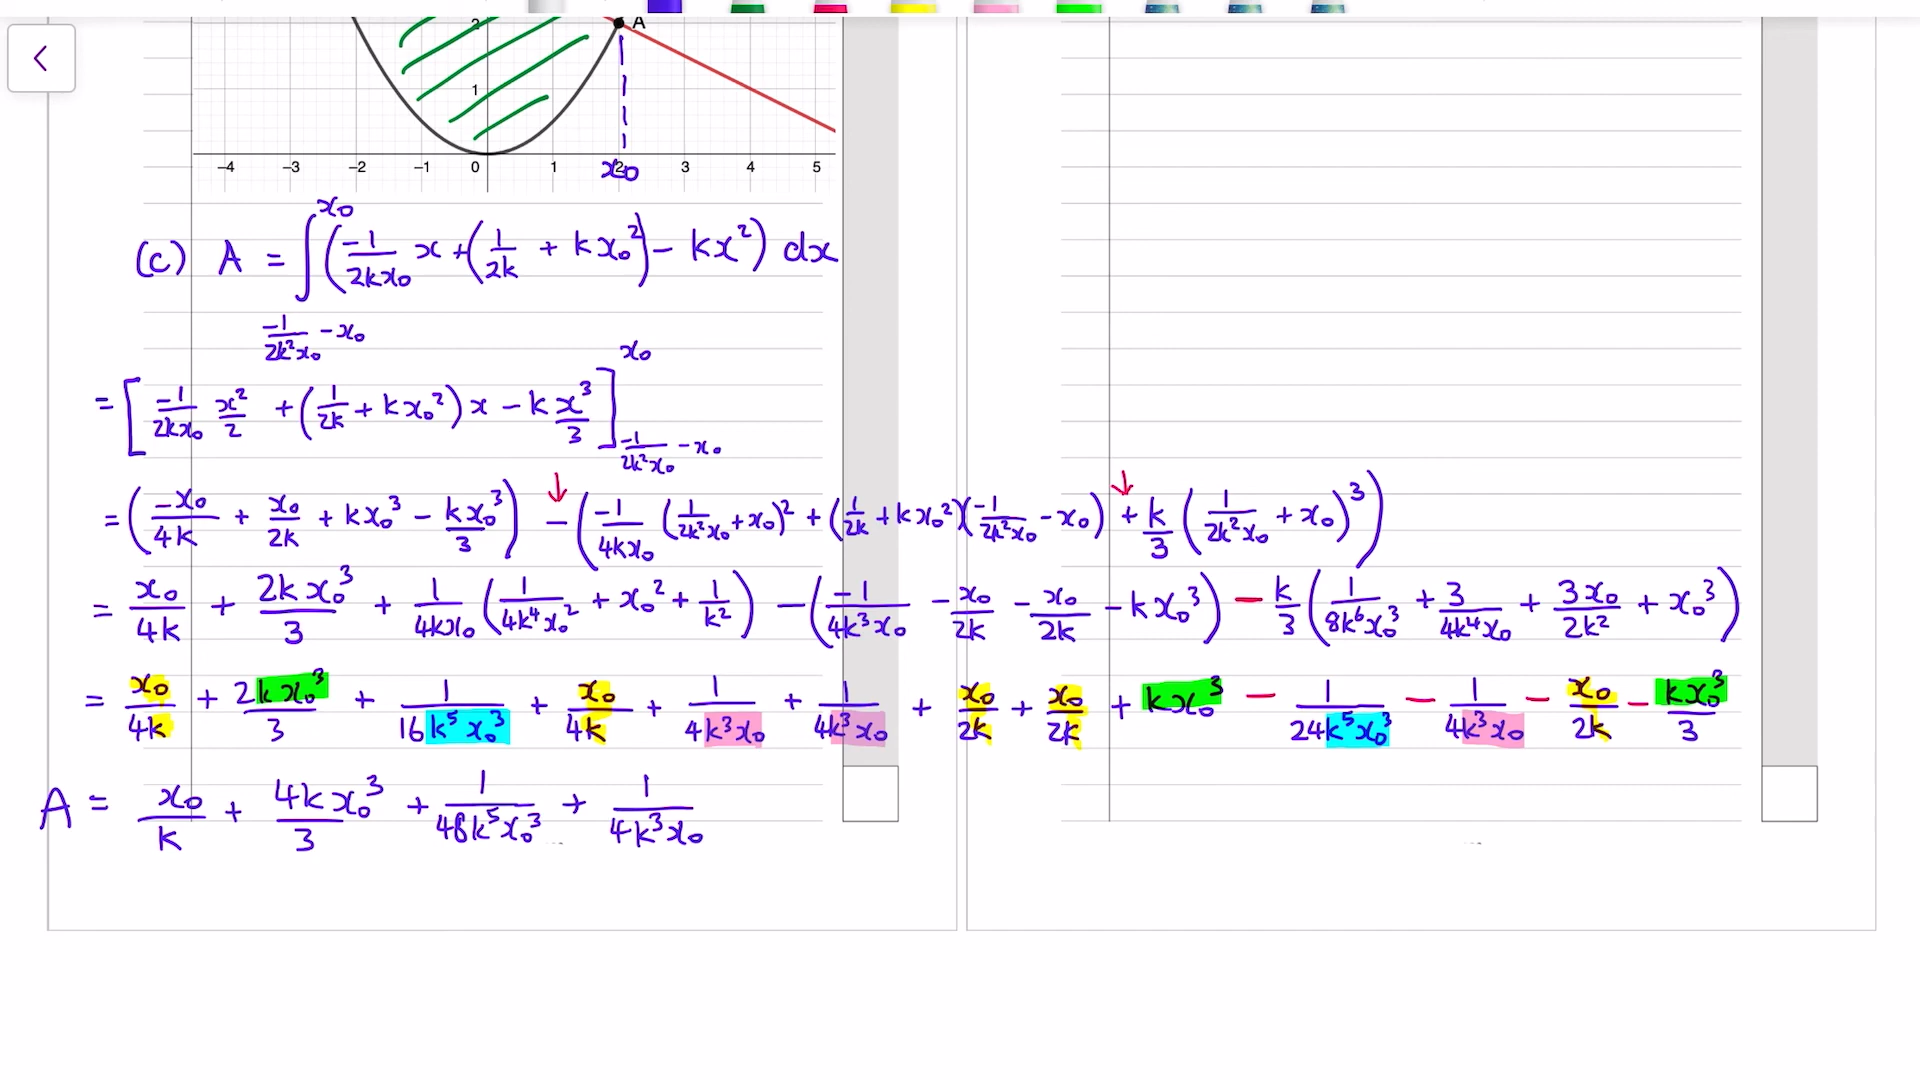 2 A
1
−4 −3 −2 −1 0 1 2 3 4 5
x₀
(c) A = ∫_{-1/(2k²x₀) - x₀}^{x₀} (-1/(2kx₀) x + (1/(2k) + kx₀²) - kx²) dx
= [-1/(2kx₀) x²/2 + (1/(2k) + kx₀²)x - k x³/3]_{-1/(2k²x₀) - x₀}^{x₀}
= (-x₀/(4k) + x₀/(2k) + kx₀³ - kx₀³/3) - (-1/(4kx₀) (1/(2k²x₀) + x₀)² + (1/(2k) + kx₀²)(-1/(2k²x₀) - x₀) + k/3 (1/(2k²x₀) + x₀)³)
= x₀/(4k) + 2kx₀³/3 + 1/(4kx₀) (1/(4k⁴x₀²) + x₀² + 1/k²) - (-1/(4k³x₀) - x₀/(2k) - x₀/(2k) - kx₀³) - k/3 (1/(8k⁶x₀³) + 3/(4k⁴x₀) + 3x₀/(2k²) + x₀³)
= x₀/(4k) + 2kx₀³/3 + 1/(16k⁵x₀³) + x₀/(4k) + 1/(4k³x₀) + 1/(4k³x₀) + x₀/(2k) + x₀/(2k) + kx₀³ - 1/(24k⁵x₀³) - 1/(4k³x₀) - x₀/(2k) - kx₀³/3
A = x₀/k + 4kx₀³/3 + 1/(48k⁵x₀³) + 1/(4k³x₀)